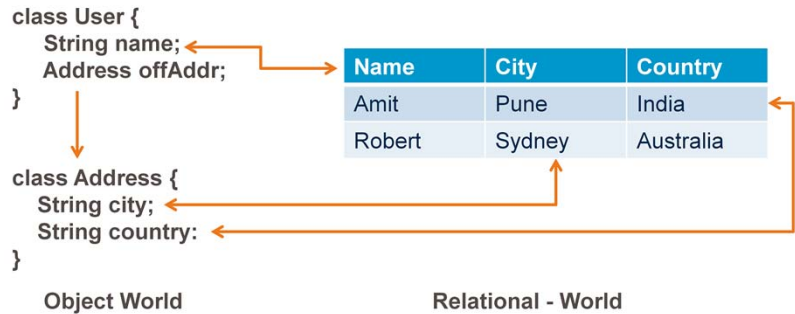 class User {
String name;
Address offAddr;
}
Name City Country
Amit Pune India
Robert Sydney Australia
class Address {
String city;
String country:
}
Object World
Relational - World